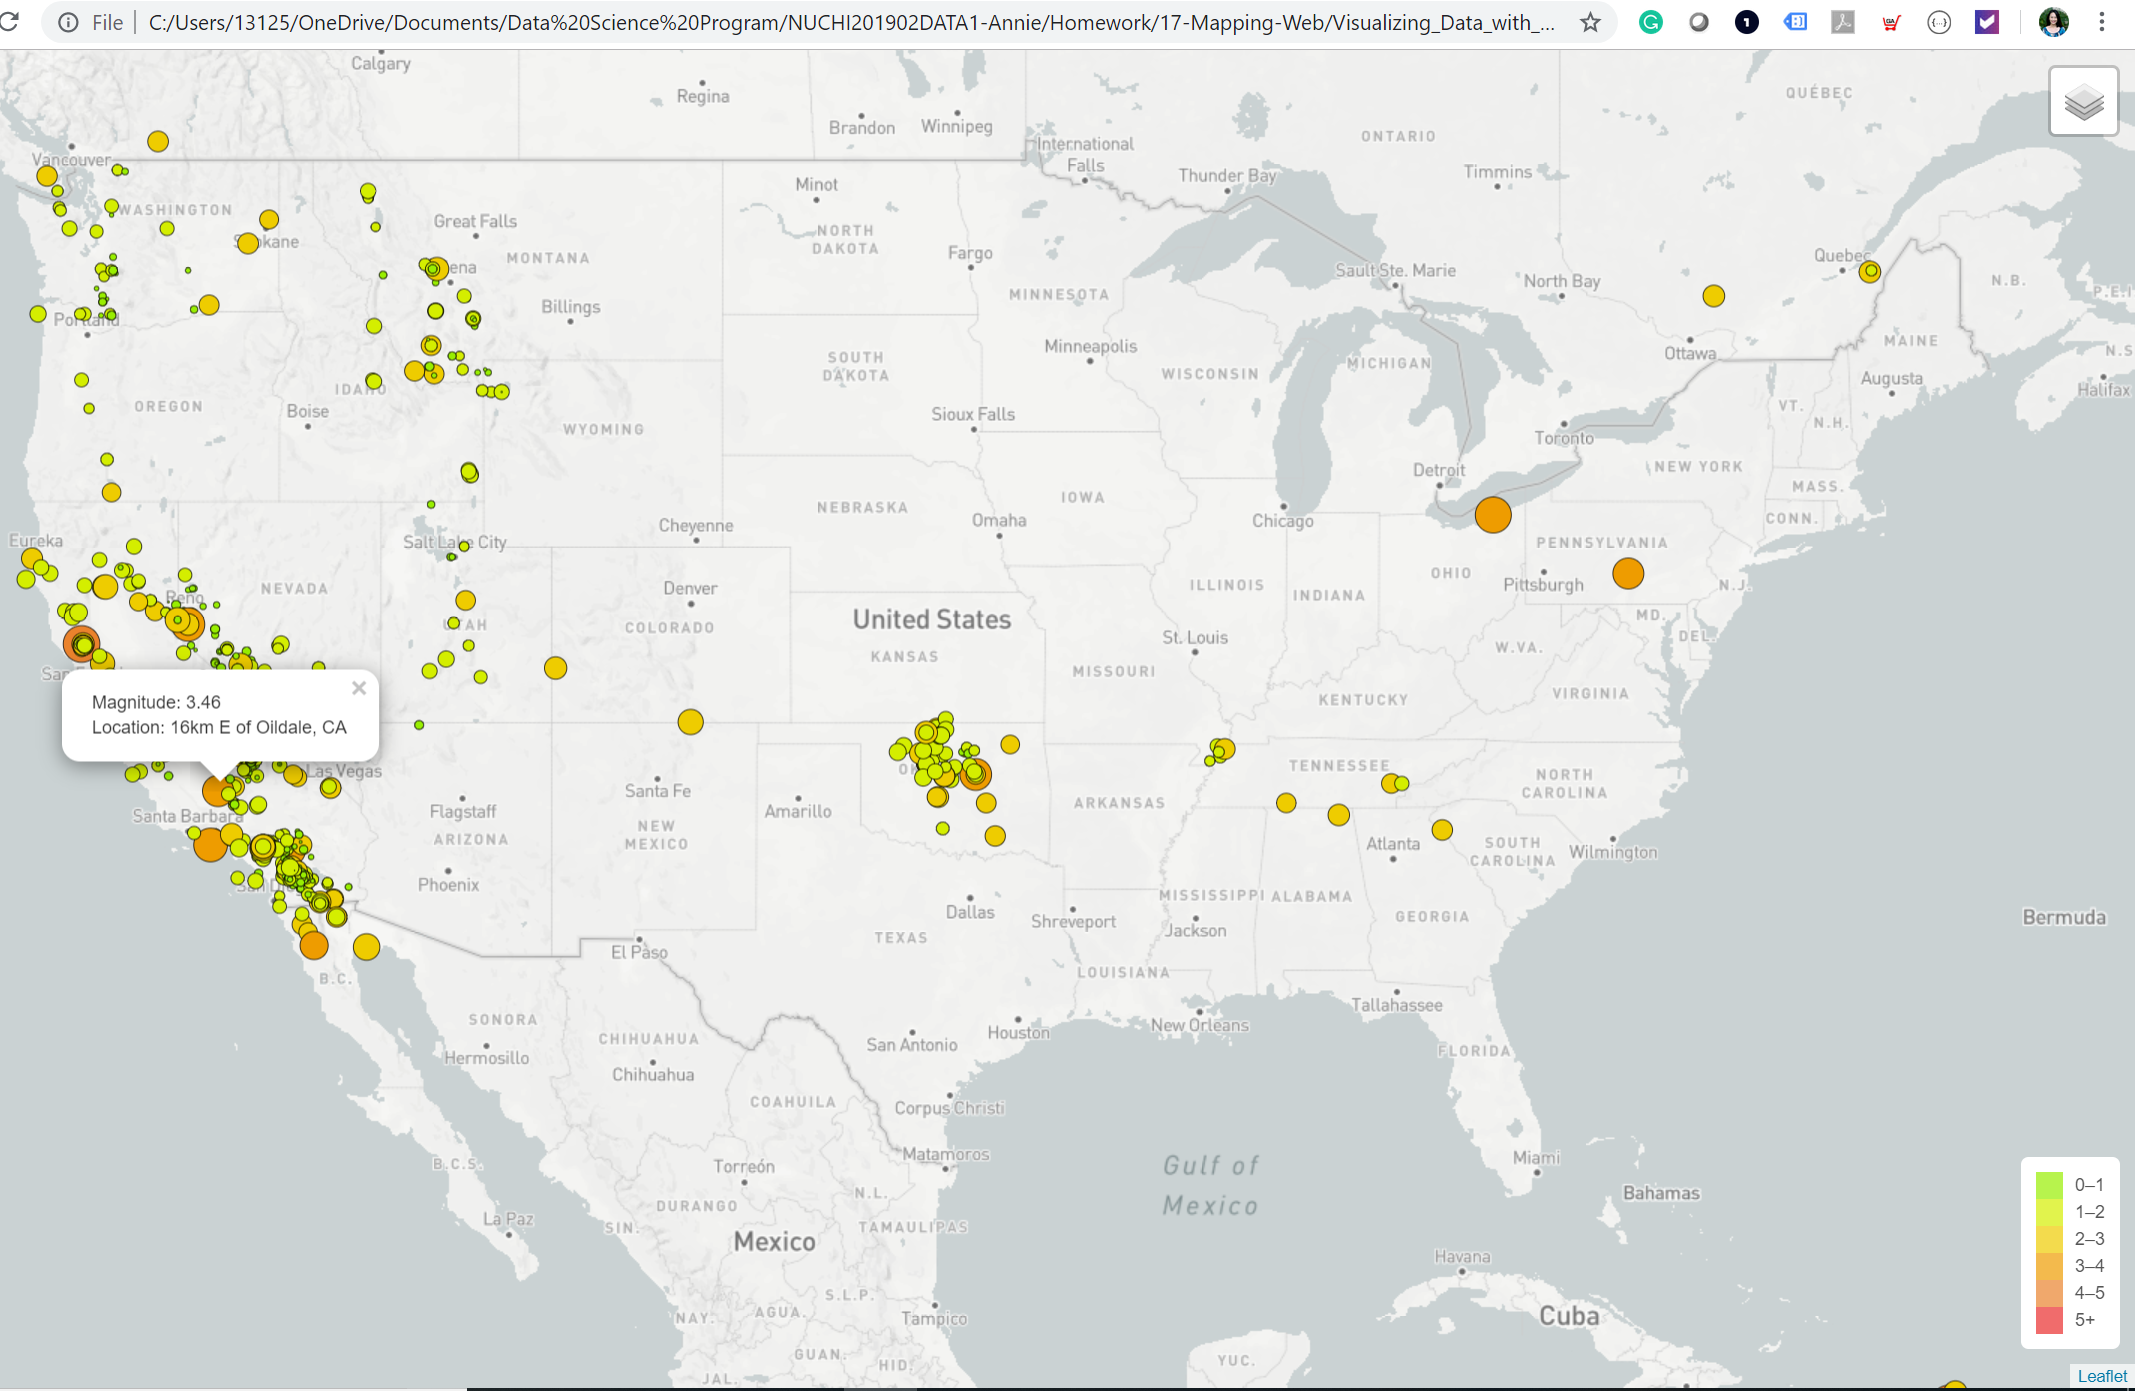 File
C:/Users/13125/OneDrive/Documents/Data%20Science%20Program/NUCHI201902DATA1-Annie/Homework/17-Mapping-Web/Visualizing_Data_with_...
Calgary
Regina
Brandon
Winnipeg
International
Falls
ONTARIO
QUÉBEC
Vancouver
Thunder Bay
Timmins
Minot
WASHINGTON
Great Falls
NORTH
DAKOTA
Fargo
MONTANA
Sault Ste. Marie
North Bay
Quebec
N.B.
P.E.I
Billings
MINNESOTA
Portland
Minneapolis
SOUTH
DAKOTA
WISCONSIN
MICHIGAN
Ottawa
MAINE
N.S
Augusta
Halifax
IDAHO
OREGON
Boise
Sioux Falls
VT.
N.H.
WYOMING
Toronto
Detroit
NEW YORK
MASS.
NEBRASKA
IOWA
Omaha
Chicago
CONN.
Cheyenne
Eureka
Salt Lake City
PENNSYLVANIA
OHIO
Pittsburgh
N.J.
NEVADA
Reno
Denver
ILLINOIS
INDIANA
United States
COLORADO
UTAH
KANSAS
St. Louis
MISSOURI
MD.
DEL.
W.VA.
VIRGINIA
KENTUCKY
Magnitude: 3.46
Location: 16km E of Oildale, CA
×
Las Vegas
Santa Fe
TENNESSEE
NORTH
CAROLINA
Santa Barbara
Flagstaff
ARIZONA
NEW
MEXICO
Amarillo
ARKANSAS
Atlanta
SOUTH
CAROLINA
Wilmington
Phoenix
MISSISSIPPI
ALABAMA
GEORGIA
Dallas
Shreveport
Jackson
TEXAS
Bermuda
El Paso
B.C.
LOUISIANA
Tallahassee
SONORA
CHIHUAHUA
Hermosillo
Chihuahua
San Antonio
Houston
New Orleans
FLORIDA
COAHUILA
Corpus Christi
Matamoros
Gulf of
Mexico
Miami
Bahamas
B.C.S.
Torreón
N.L.
DURANGO
La Paz
SIN.
TAMAULIPAS
Mexico
Havana
S.L.P.
AGUA.
NAY.
Tampico
Cuba
GUAN.
HID.
JAL.
YUC.
0–1
1–2
2–3
3–4
4–5
5+
Leaflet